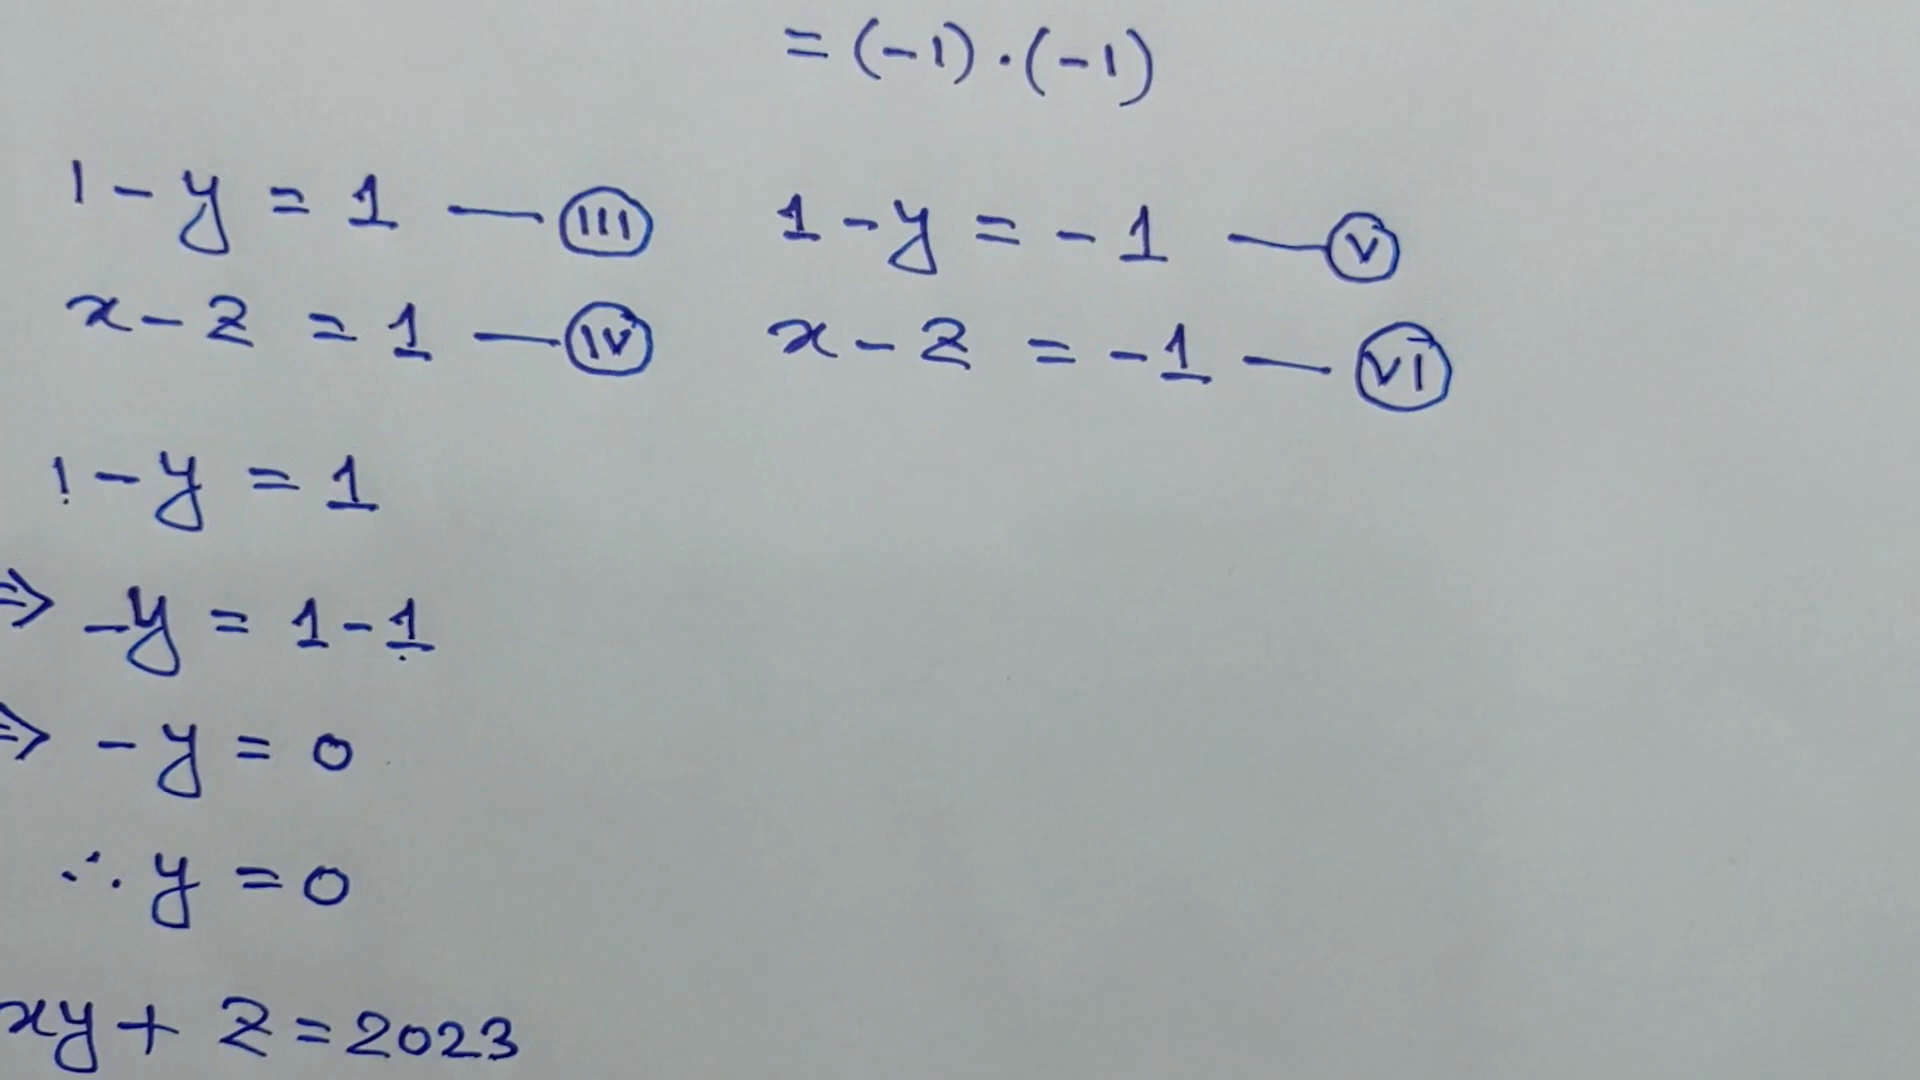 = (-1) · (-1)
1 - y = 1 — (III) 1 - y = -1 — (V)
x - z = 1 — (IV) x - z = -1 — (VI)
1 - y = 1
⇒ -y = 1 - 1
⇒ -y = 0
∴ y = 0
xy + z = 2023